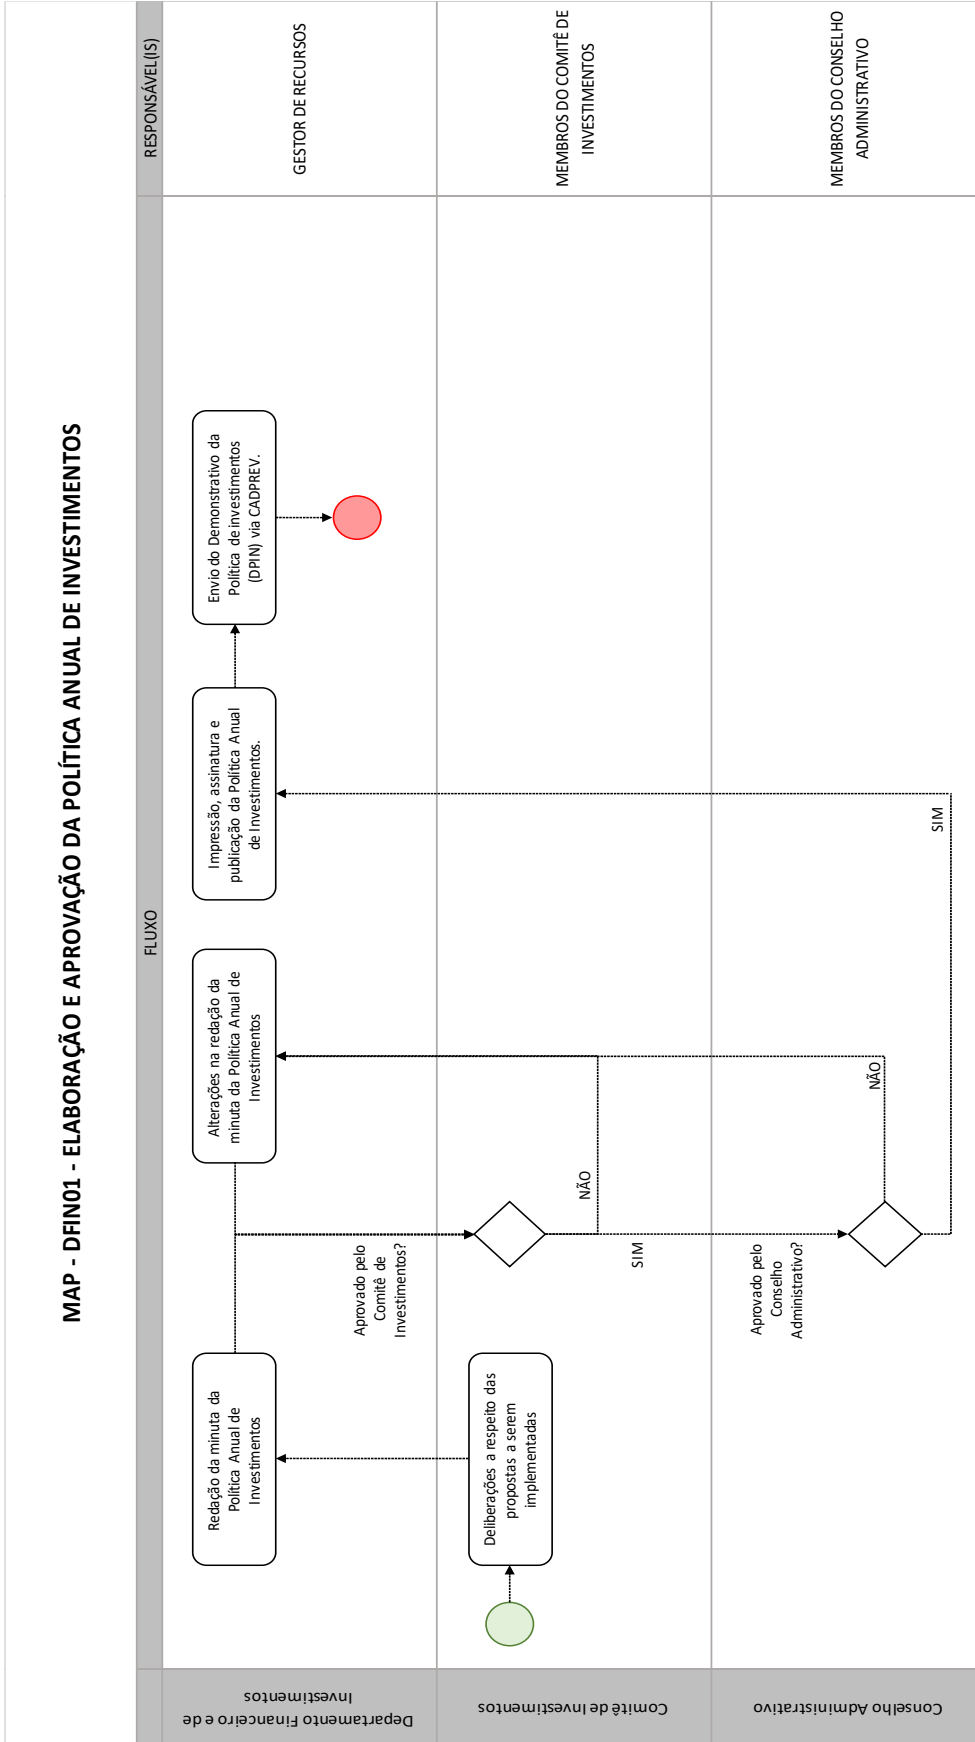 MAP - DFIN01 - ELABORAÇÃO E APROVAÇÃO DA POLÍTICA ANUAL DE INVESTIMENTOS
FLUXO
RESPONSÁVEL(IS)
Departamento Financeiro e de
Investimentos
Redação da minuta da
Política Anual de
Investimentos
Alterações na redação da
minuta da Política Anual de
Investimentos
Impressão, assinatura e
publicação da Política Anual
de Investimentos.
Envio do Demonstrativo da
Política de investimentos
(DPIN) via CADPREV.
GESTOR DE RECURSOS
Aprovado pelo
Comitê de
Investimentos?
Comitê de Investimentos
Deliberações a respeito das
propostas a serem
implementadas
NÃO
SIM
MEMBROS DO COMITÊ DE
INVESTIMENTOS
Conselho Administrativo
Aprovado pelo
Conselho
Administrativo?
NÃO
SIM
MEMBROS DO CONSELHO
ADMINISTRATIVO